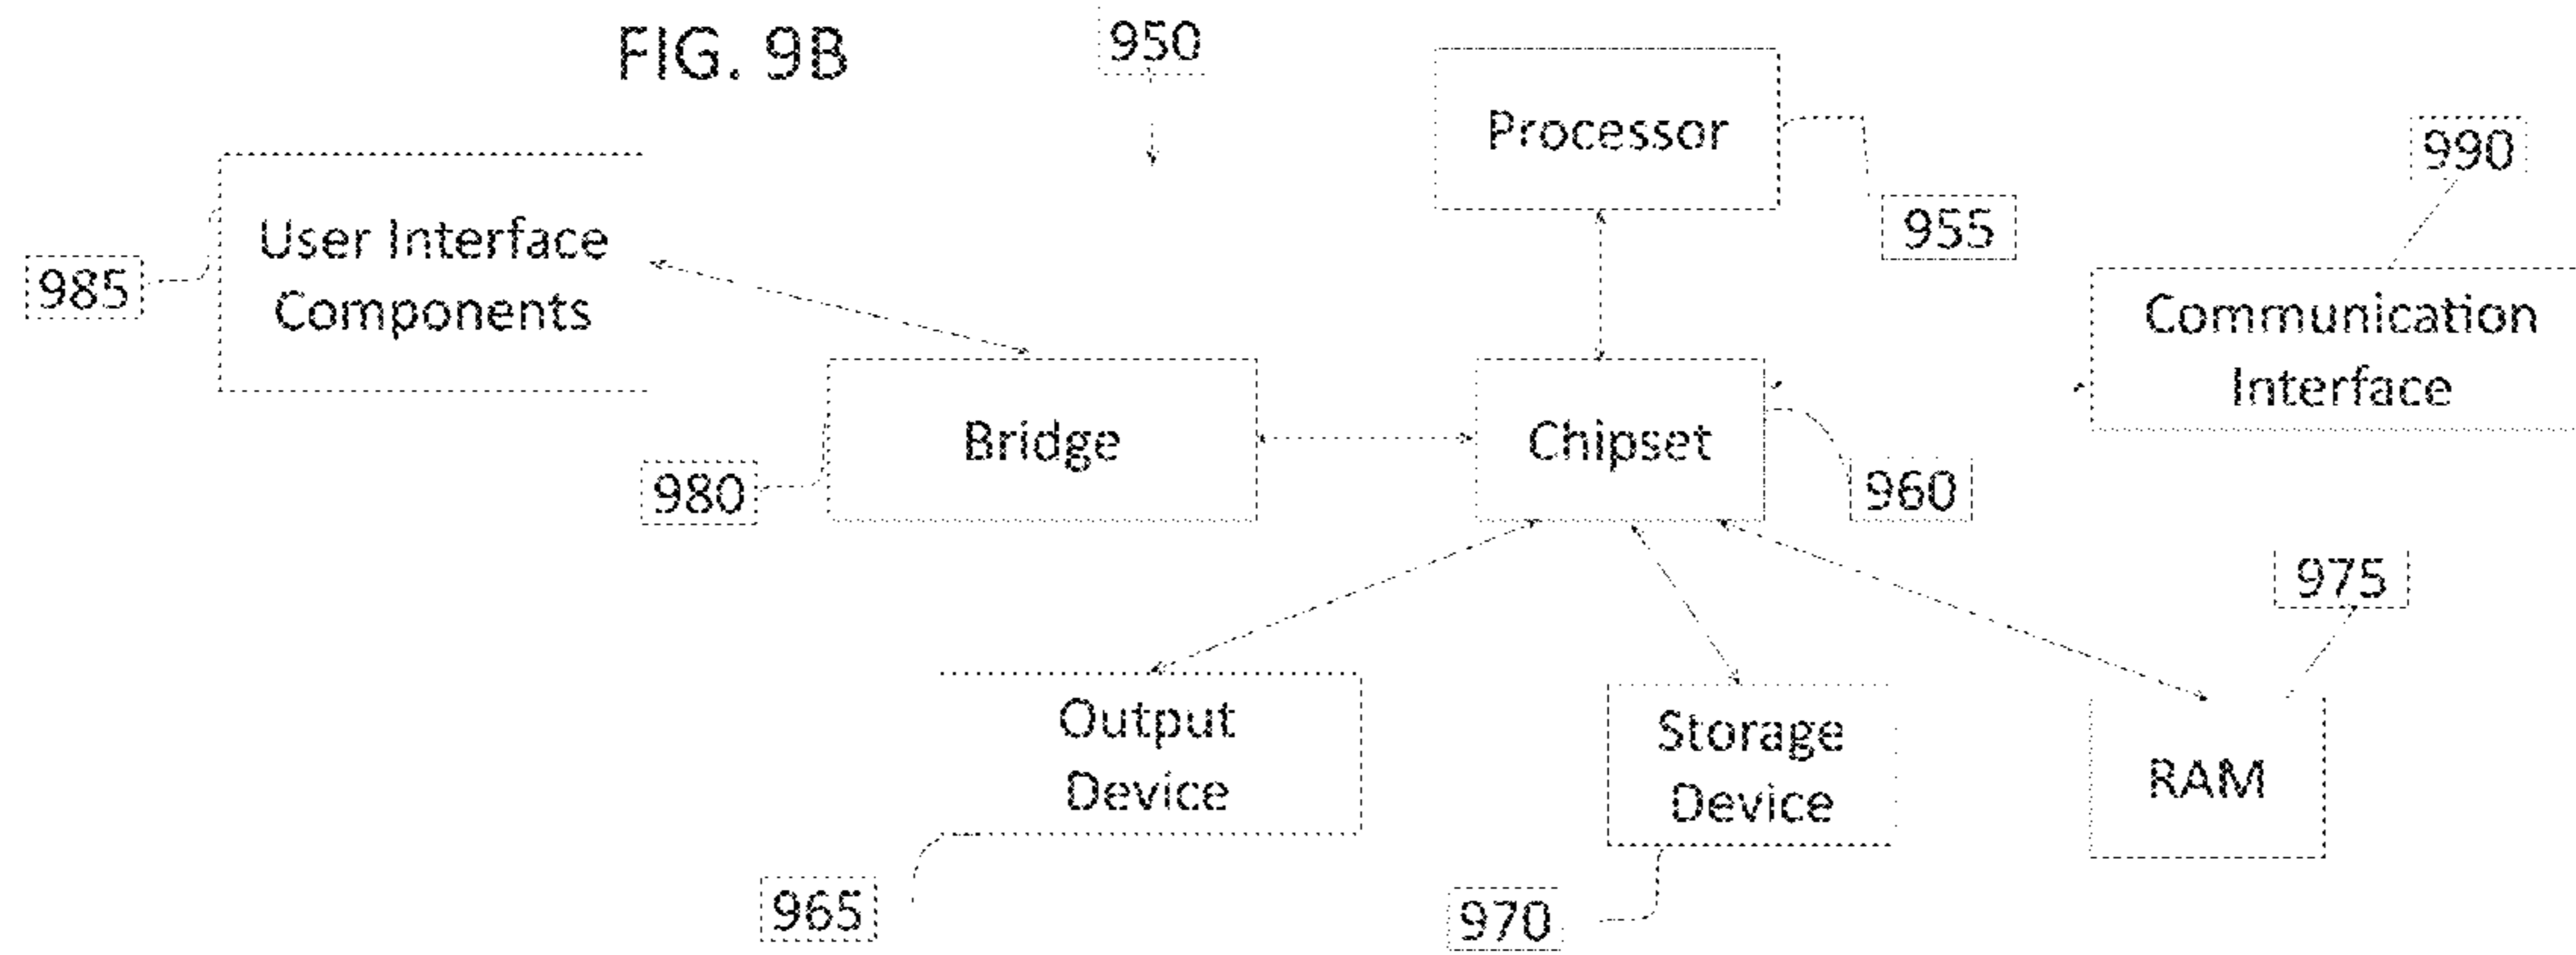 FIG. 9B
950
Processor
990
955
User Interface
Components
985
Communication
Interface
Bridge
Chipset
980
960
975
Output
Device
Storage
Device
RAM
965
970